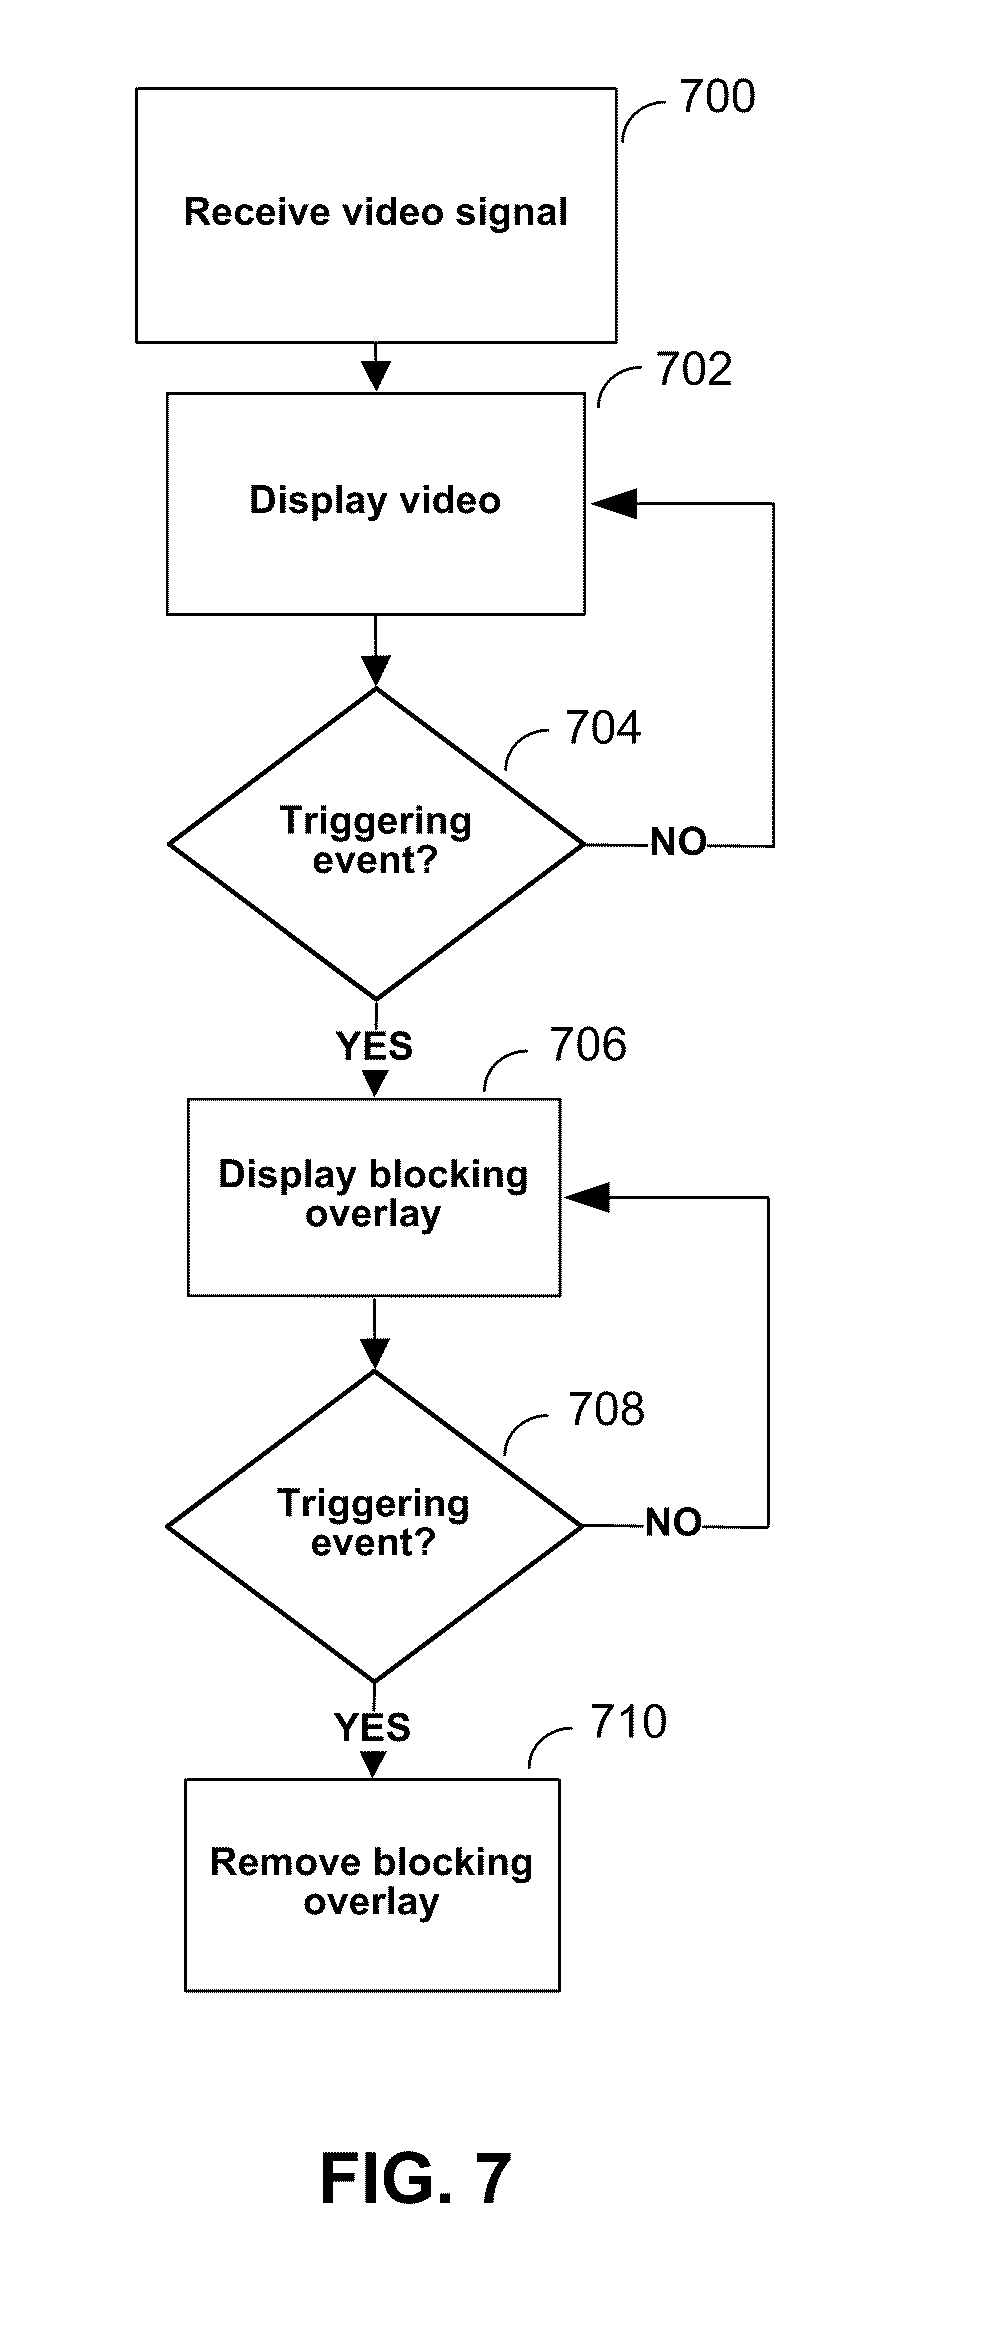 700
Receive video signal
702
Display video
704
Triggering
event?
NO
YES
706
Display blocking
overlay
708
Triggering
event?
NO
YES
710
Remove blocking
overlay
FIG. 7